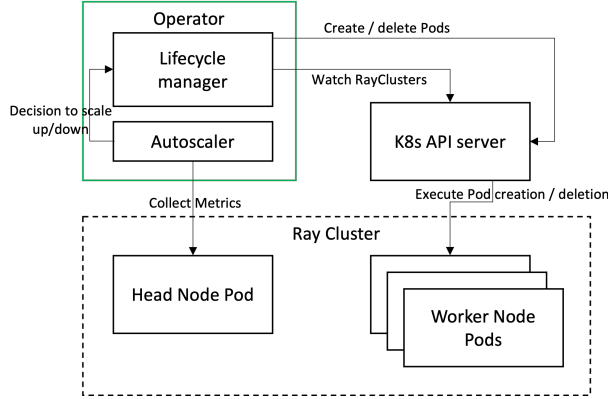 Operator
Lifecycle
manager
Create / delete Pods
Watch RayClusters
Decision to scale
up/down
Autoscaler
K8s API server
Collect Metrics
Execute Pod creation / deletion
Ray Cluster
Head Node Pod
Worker Node
Pods